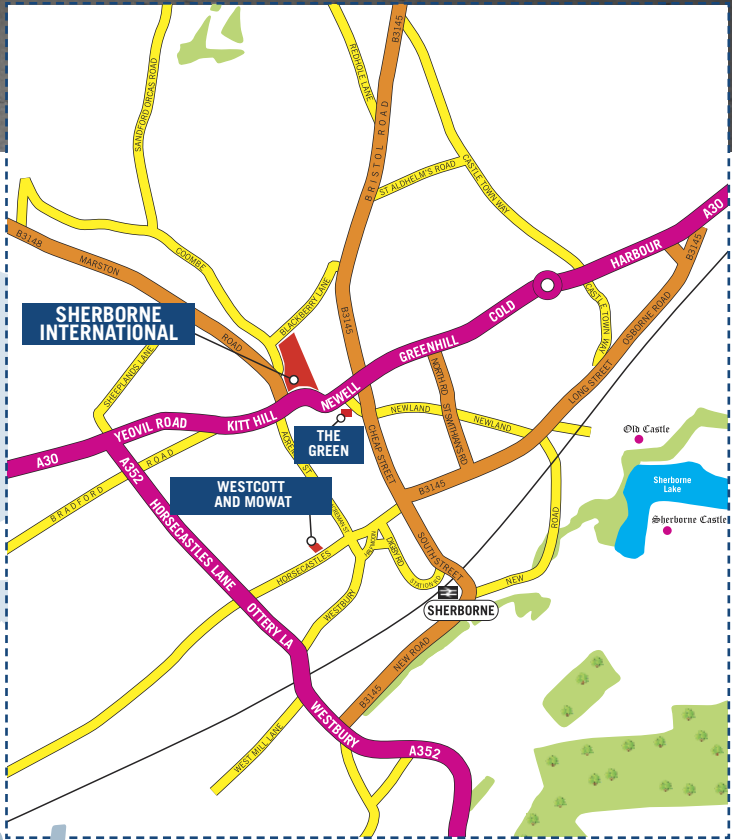 B3145
REDHOLE LANE
SANDFORD ORCAS ROAD
BRISTOL ROAD
ST ALDHELM'S ROAD
CASTLE TOWN WAY
A30
B3148
MARSTON
COOMBE
HARBOUR
B3145
BLACKBERRY LANE
B3145
COLD
CASTLE TOWN WAY
OSBORNE ROAD
SHERBORNE
INTERNATIONAL
ROAD
GREENHILL
SHEEPLANDS LANE
NORTH RD
LONG STREET
NEWELL
KITT HILL
YEOVIL ROAD
NEWLAND
NEWLAND
ST SWITHANS RD
CHEAP STREET
THE
GREEN
Old Castle
A30
A352
BRADFORD ROAD
WESTCOTT
AND MOWAT
B3145
Sherborne
Lake
Sherborne Castle
HORSECASTLES LANE
ROAD
DIGBY RD
SOUTH STREET
HORSECASTLES
STATION RD
NEW
SHERBORNE
WESTBURY
OTTERY LA
NEW ROAD
B3145
WEST MILL LANE
WESTBURY
A352